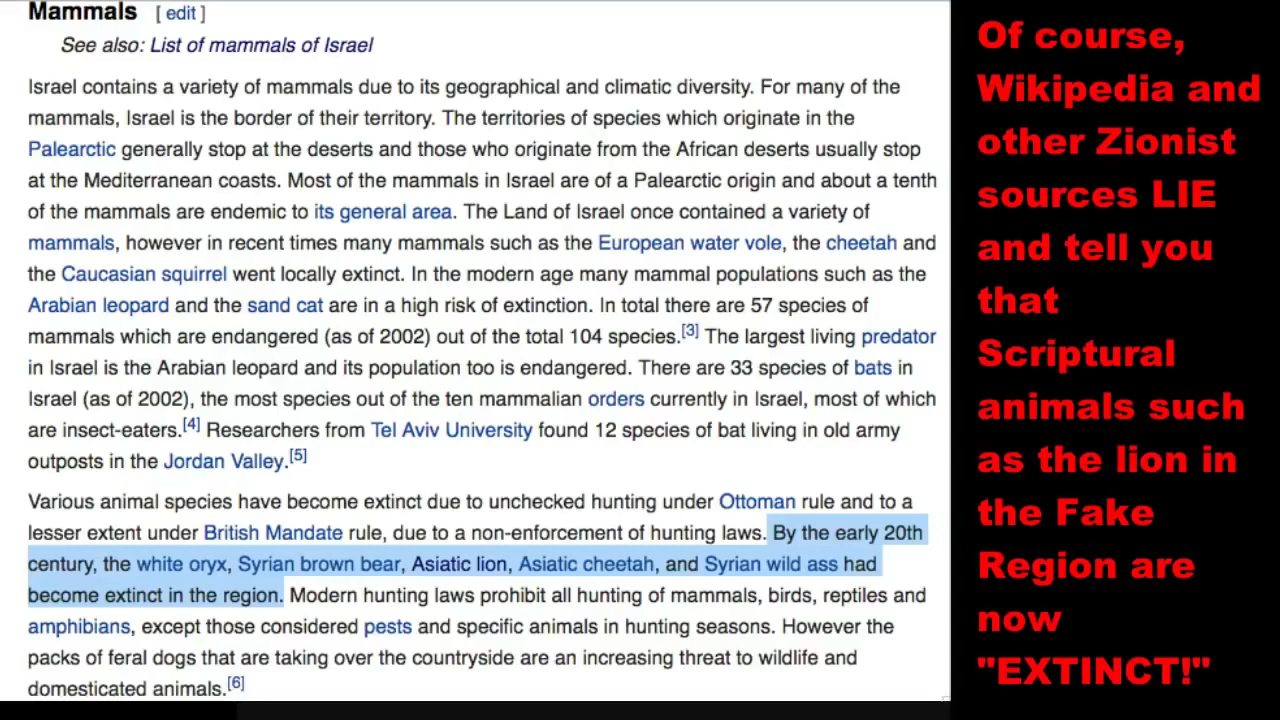 Mammals [ edit ]
See also: List of mammals of Israel
Israel contains a variety of mammals due to its geographical and climatic diversity. For many of the
mammals, Israel is the border of their territory. The territories of species which originate in the
Palearctic generally stop at the deserts and those who originate from the African deserts usually stop
at the Mediterranean coasts. Most of the mammals in Israel are of a Palearctic origin and about a tenth
of the mammals are endemic to its general area. The Land of Israel once contained a variety of
mammals, however in recent times many mammals such as the European water vole, the cheetah and
the Caucasian squirrel went locally extinct. In the modern age many mammal populations such as the
Arabian leopard and the sand cat are in a high risk of extinction. In total there are 57 species of
mammals which are endangered (as of 2002) out of the total 104 species.[3] The largest living predator
in Israel is the Arabian leopard and its population too is endangered. There are 33 species of bats in
Israel (as of 2002), the most species out of the ten mammalian orders currently in Israel, most of which
are insect-eaters.[4] Researchers from Tel Aviv University found 12 species of bat living in old army
outposts in the Jordan Valley.[5]
Various animal species have become extinct due to unchecked hunting under Ottoman rule and to a
lesser extent under British Mandate rule, due to a non-enforcement of hunting laws. By the early 20th
century, the white oryx, Syrian brown bear, Asiatic lion, Asiatic cheetah, and Syrian wild ass had
become extinct in the region. Modern hunting laws prohibit all hunting of mammals, birds, reptiles and
amphibians, except those considered pests and specific animals in hunting seasons. However the
packs of feral dogs that are taking over the countryside are an increasing threat to wildlife and
domesticated animals.[6]
Of course,
Wikipedia and
other Zionist
sources LIE
and tell you
that
Scriptural
animals such
as the lion in
the Fake
Region are
now
"EXTINCT!"